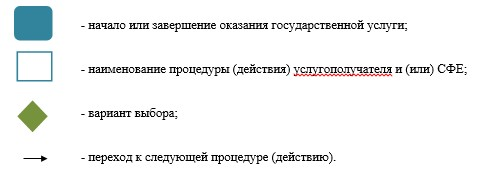 - начало или завершение оказания государственной услуги;
- наименование процедуры (действия) услугополучателя и (или) СФЕ;
- вариант выбора;
- переход к следующей процедуре (действию).